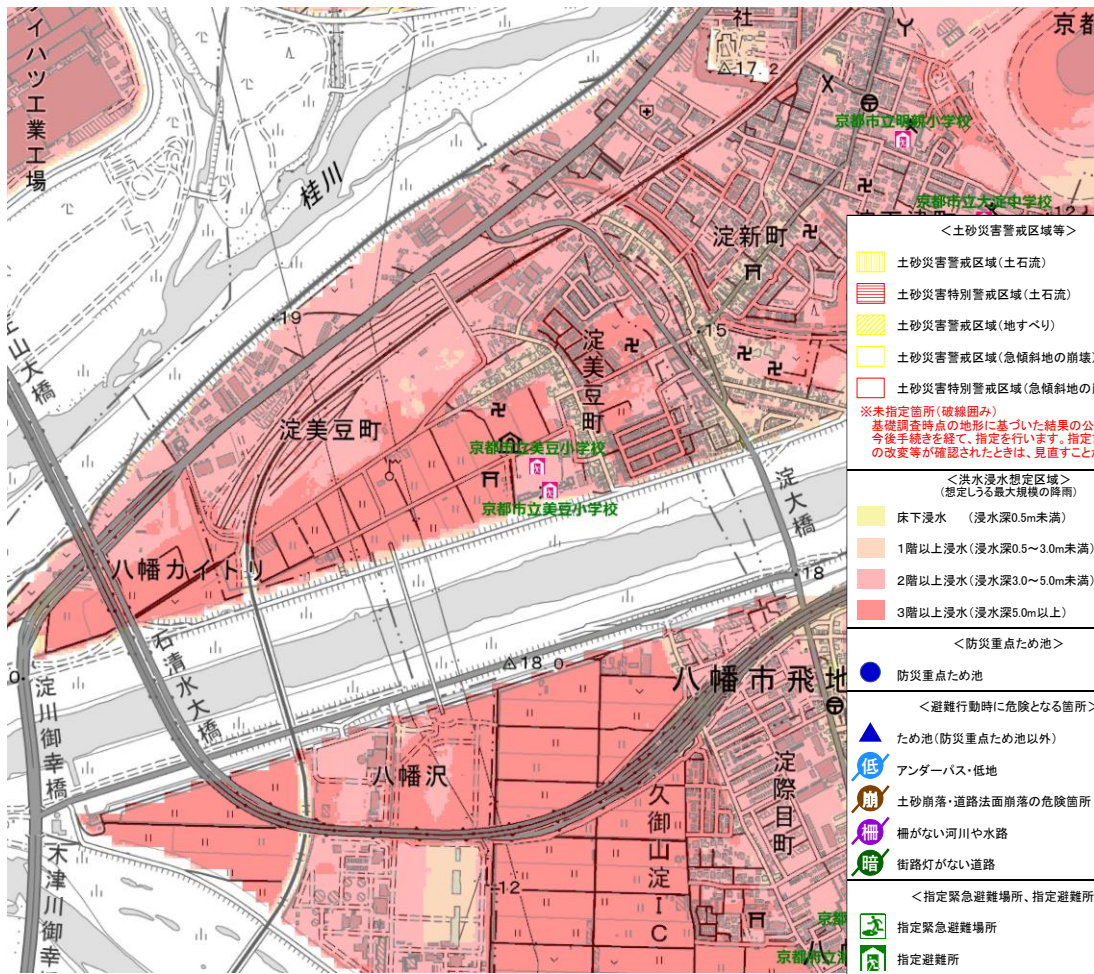 イハツ工業工場
桂川
社
17.2
京都
京都市立明親小学校
京都市立大淀中学校
12
淀新町
15
19
淀美豆町
淀美豆町
京都市立美豆小学校
京都市立美豆小学校
淀大橋
18
八幡カイトリ
石清水大橋
18.0
淀川御幸橋
木津川御幸
八幡市飛地
八幡沢
久御山淀IC
淀際目町
12
＜土砂災害警戒区域等＞
土砂災害警戒区域(土石流)
土砂災害特別警戒区域(土石流)
土砂災害警戒区域(地すべり)
土砂災害警戒区域(急傾斜地の崩壊)
土砂災害特別警戒区域(急傾斜地の
※未指定箇所(破線囲み)
基礎調査時点の地形に基づいた結果の公
今後手続きを経て、指定を行います。指定
の改変等が確認されたときは、見直すこと
＜洪水浸水想定区域＞
(想定しうる最大規模の降雨)
床下浸水　(浸水深0.5m未満)
1階以上浸水(浸水深0.5～3.0m未満)
2階以上浸水(浸水深3.0～5.0m未満)
3階以上浸水(浸水深5.0m以上)
＜防災重点ため池＞
防災重点ため池
＜避難行動時に危険となる箇所＞
ため池(防災重点ため池以外)
低 アンダーパス・低地
崩 土砂崩落・道路法面崩落の危険箇所
柵 柵がない河川や水路
暗 街路灯がない道路
＜指定緊急避難場所、指定避難所
指定緊急避難場所
指定避難所